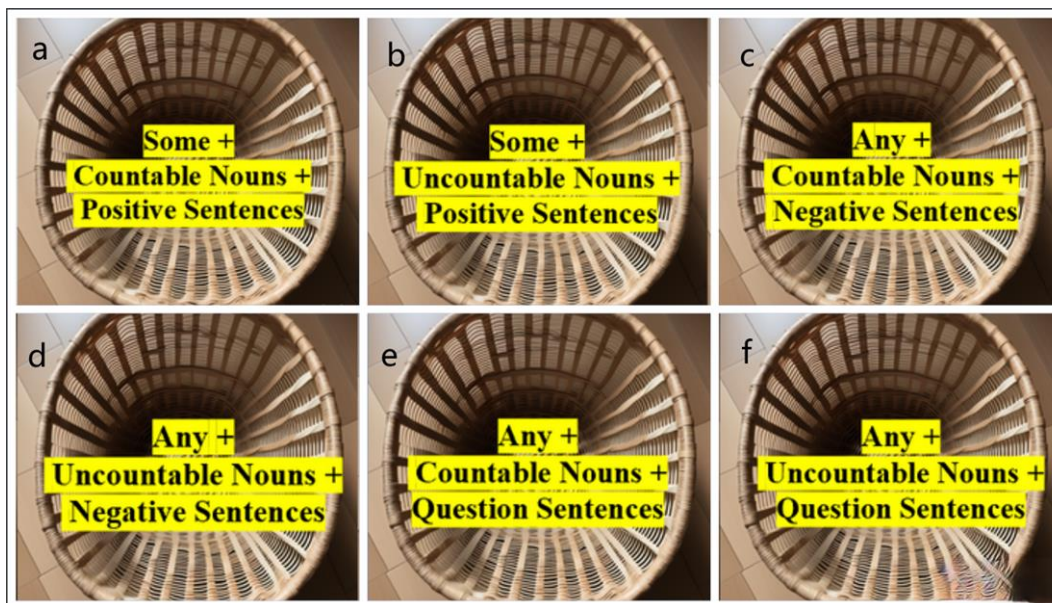 a
Some +
Countable Nouns +
Positive Sentences
b
Some +
Uncountable Nouns +
Positive Sentences
c
Any +
Countable Nouns +
Negative Sentences
d
Any +
Uncountable Nouns +
Negative Sentences
e
Any +
Countable Nouns +
Question Sentences
f
Any +
Uncountable Nouns +
Question Sentences